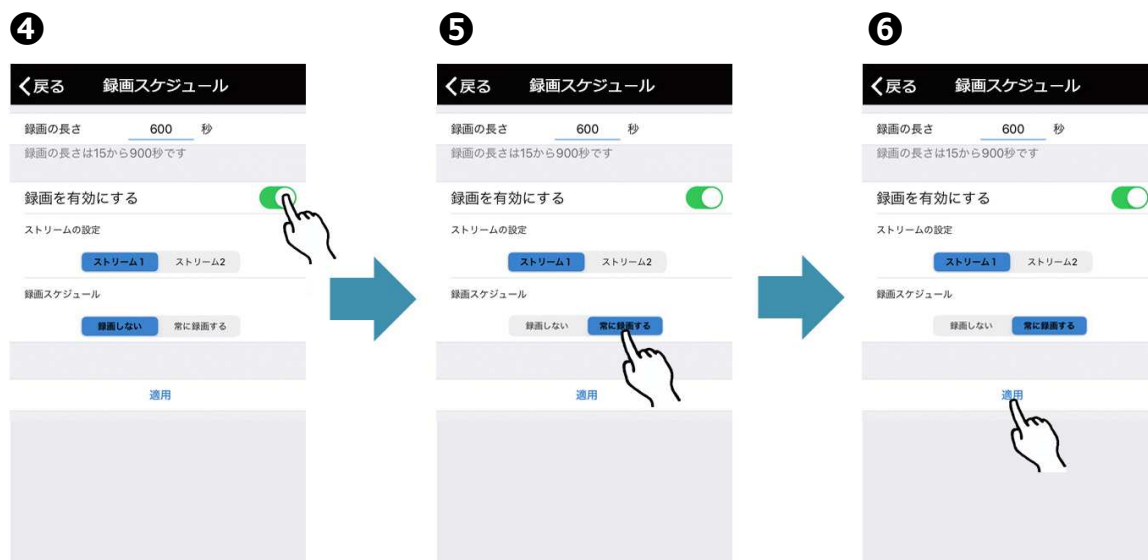 ❹
戻る 録画スケジュール
録画の長さ 600 秒
録画の長さは15から900秒です
録画を有効にする
ストリームの設定
ストリーム1 ストリーム2
録画スケジュール
録画しない 常に録画する
適用
❺
戻る 録画スケジュール
録画の長さ 600 秒
録画の長さは15から900秒です
録画を有効にする
ストリームの設定
ストリーム1 ストリーム2
録画スケジュール
録画しない 常に録画する
適用
❻
戻る 録画スケジュール
録画の長さ 600 秒
録画の長さは15から900秒です
録画を有効にする
ストリームの設定
ストリーム1 ストリーム2
録画スケジュール
録画しない 常に録画する
適用